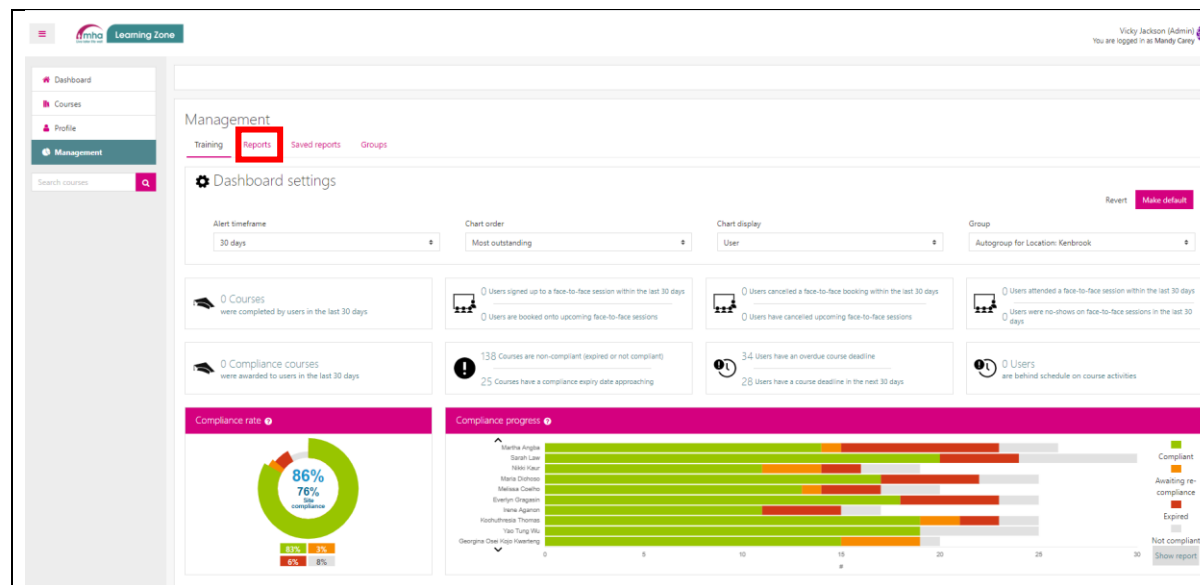 mha Learning Zone
Vicky Jackson (Admin)
You are logged in as Mandy Carey
Dashboard
Courses
Profile
Management
Search courses
Management
Training Reports Saved reports Groups
Dashboard settings
Revert Make default
Alert timeframe Chart order Chart display Group
30 days Most outstanding User Autogroup for Location: Kenbrook
0 Courses
were completed by users in the last 30 days
0 Users signed up to a face-to-face session within the last 30 days
0 Users are booked onto upcoming face-to-face sessions
0 Users cancelled a face-to-face booking within the last 30 days
0 Users have cancelled upcoming face-to-face sessions
0 Users attended a face-to-face session within the last 30 days
0 Users were no-shows on face-to-face sessions in the last 30
days
0 Compliance courses
were awarded to users in the last 30 days
138 Courses are non-compliant (expired or not compliant)
25 Courses have a compliance expiry date approaching
34 Users have an overdue course deadline
28 Users have a course deadline in the next 30 days
0 Users
are behind schedule on course activities
Compliance rate
86%
76%
Site
compliance
83% 3%
6% 8%
Compliance progress
Martha Angba
Sarah Law
Nikki Kaur
Maria Dichoso
Melissa Coelho
Everlyn Gragasin
Irene Aganon
Kochuthresia Thomas
Yao Tung Wu
Georgina Osei Kojo Kwarteng
0 5 10 15 20 25 30
#
Compliant
Awaiting re-
compliance
Expired
Not compliant
Show report